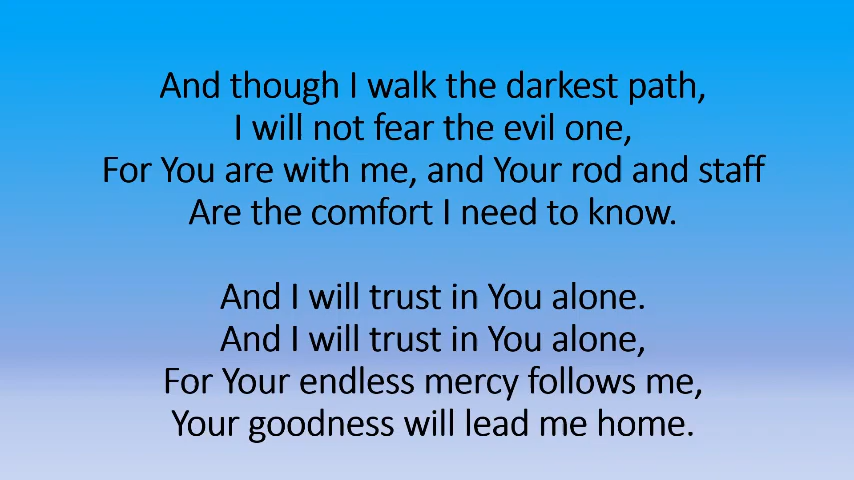 And though I walk the darkest path,
I will not fear the evil one,
For You are with me, and Your rod and staff
Are the comfort I need to know.
And I will trust in You alone.
And I will trust in You alone,
For Your endless mercy follows me,
Your goodness will lead me home.